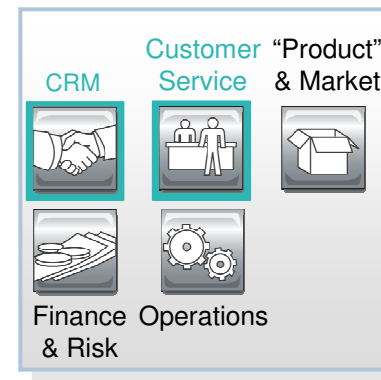 CRM
Customer
Service
“Product”
& Market
Finance
& Risk
Operations